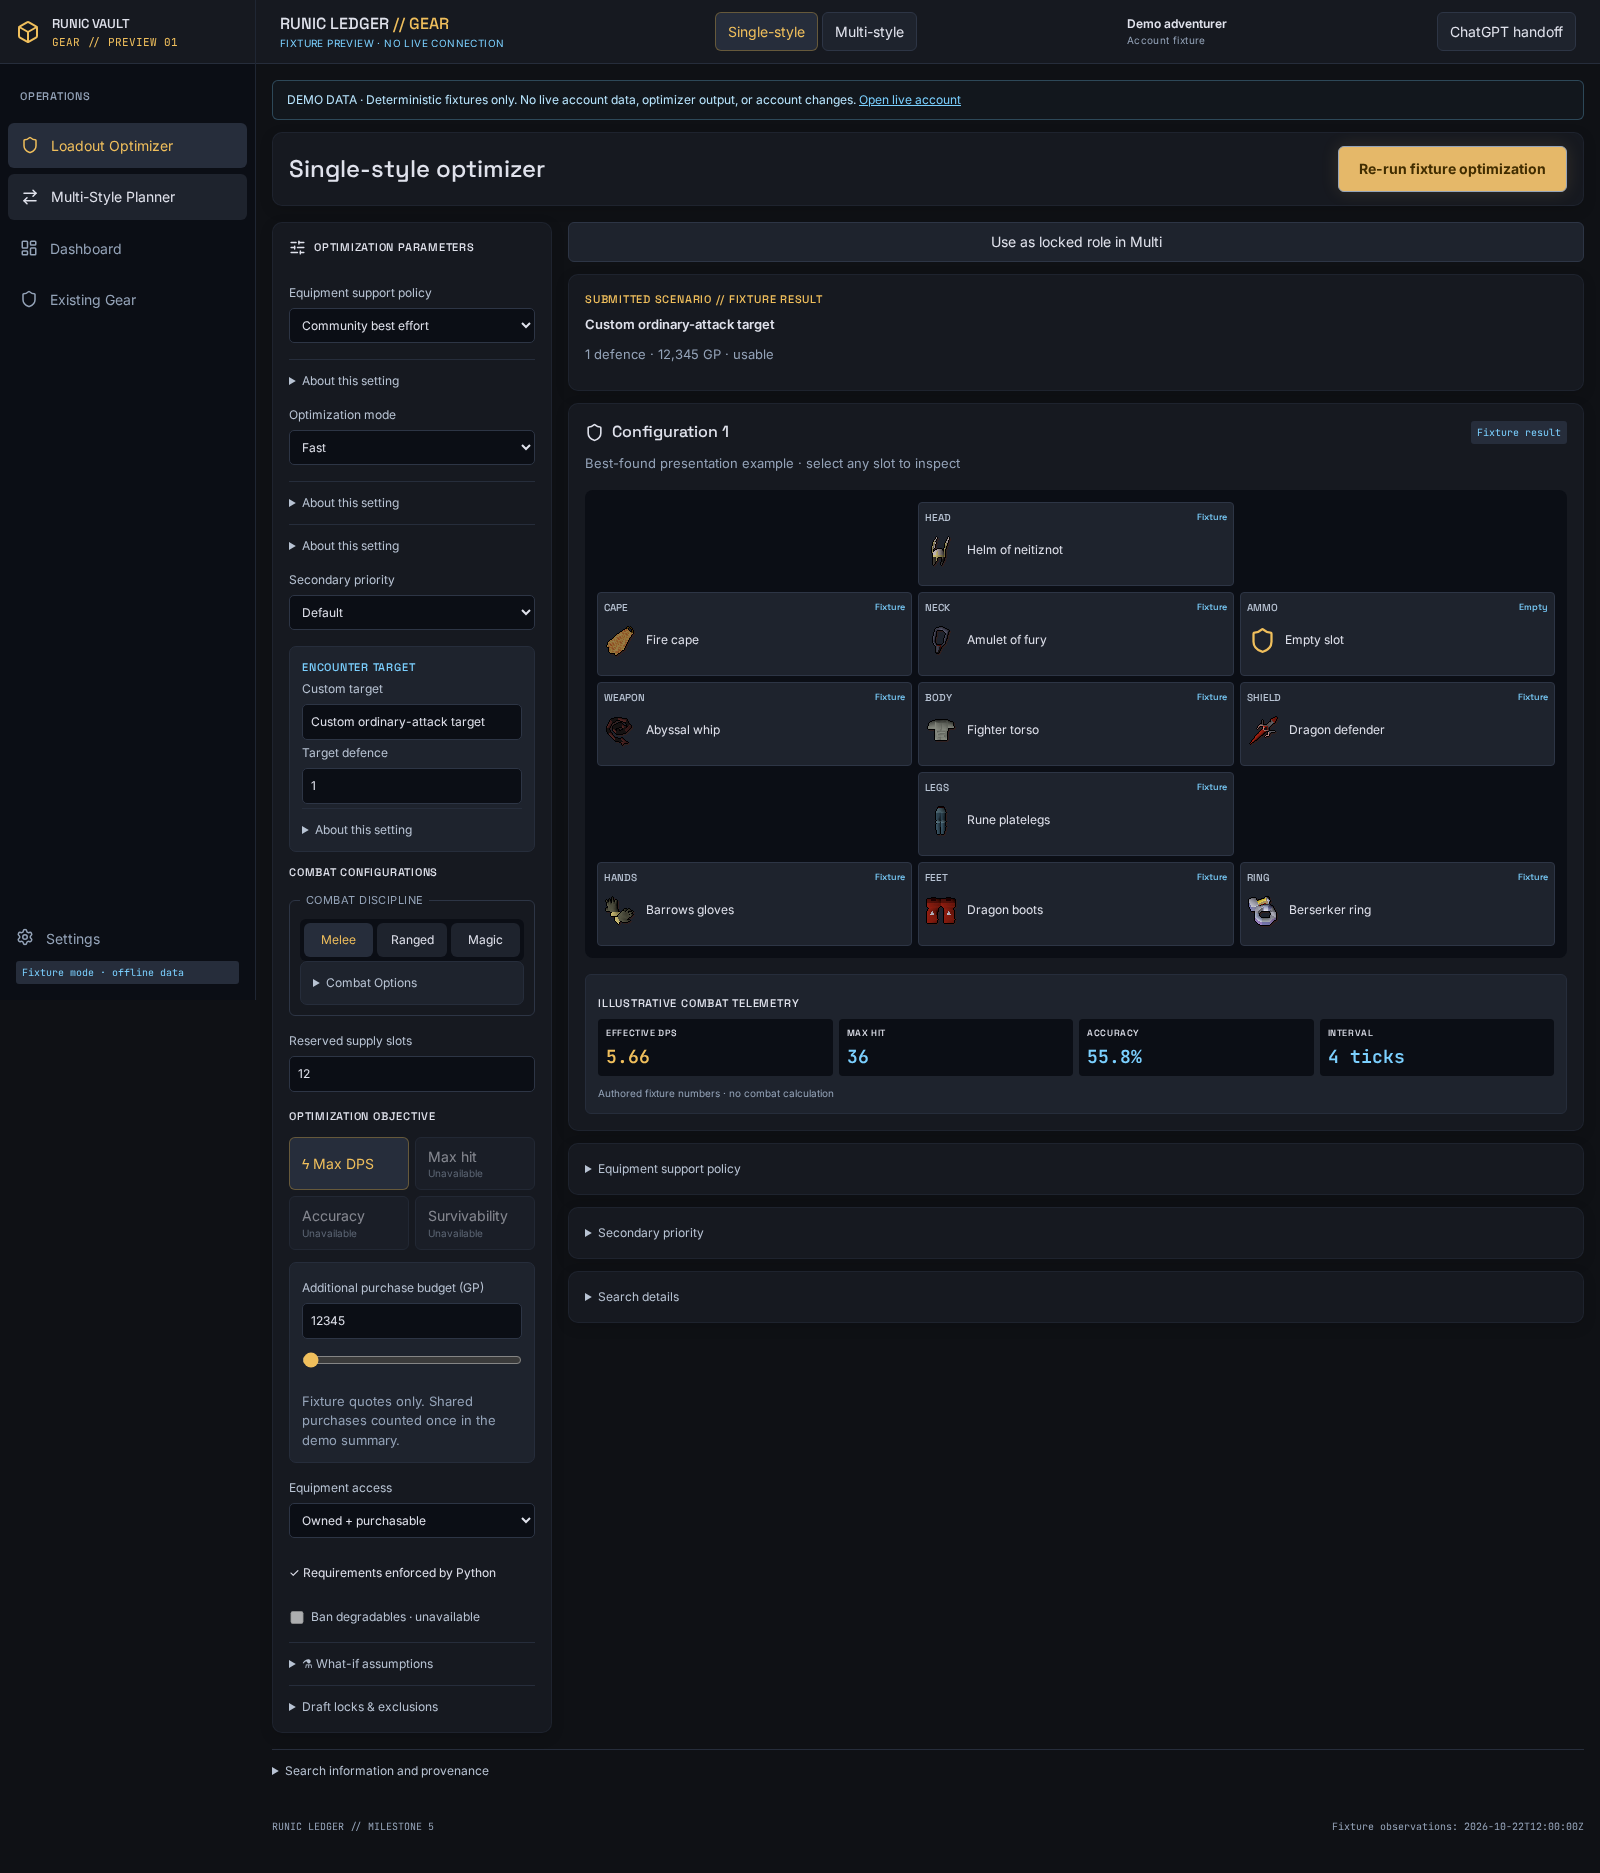 RUNIC VAULT
GEAR // PREVIEW 01
RUNIC LEDGER // GEAR
FIXTURE PREVIEW · NO LIVE CONNECTION
Single-style
Multi-style
Demo adventurer
Account fixture
ChatGPT handoff
OPERATIONS
Loadout Optimizer
Multi-Style Planner
Dashboard
Existing Gear
Settings
Fixture mode · offline data
DEMO DATA · Deterministic fixtures only. No live account data, optimizer output, or account changes. Open live account
Single-style optimizer
Re-run fixture optimization
OPTIMIZATION PARAMETERS
Equipment support policy
Community best effort
About this setting
Optimization mode
Fast
About this setting
About this setting
Secondary priority
Default
ENCOUNTER TARGET
Custom target
Custom ordinary-attack target
Target defence
1
About this setting
COMBAT CONFIGURATIONS
COMBAT DISCIPLINE
Melee
Ranged
Magic
Combat Options
Reserved supply slots
12
OPTIMIZATION OBJECTIVE
ϟ Max DPS
Max hit
Unavailable
Accuracy
Unavailable
Survivability
Unavailable
Additional purchase budget (GP)
12345
Fixture quotes only. Shared
purchases counted once in the
demo summary.
Equipment access
Owned + purchasable
✓ Requirements enforced by Python
Ban degradables · unavailable
⚗ What-if assumptions
Draft locks & exclusions
Use as locked role in Multi
SUBMITTED SCENARIO // FIXTURE RESULT
Custom ordinary-attack target
1 defence · 12,345 GP · usable
Configuration 1
Fixture result
Best-found presentation example · select any slot to inspect
HEAD
Fixture
Helm of neitiznot
CAPE
Fixture
Fire cape
NECK
Fixture
Amulet of fury
AMMO
Empty
Empty slot
WEAPON
Fixture
Abyssal whip
BODY
Fixture
Fighter torso
SHIELD
Fixture
Dragon defender
LEGS
Fixture
Rune platelegs
HANDS
Fixture
Barrows gloves
FEET
Fixture
Dragon boots
RING
Fixture
Berserker ring
ILLUSTRATIVE COMBAT TELEMETRY
EFFECTIVE DPS
5.66
MAX HIT
36
ACCURACY
55.8%
INTERVAL
4 ticks
Authored fixture numbers · no combat calculation
Equipment support policy
Secondary priority
Search details
Search information and provenance
RUNIC LEDGER // MILESTONE 5
Fixture observations: 2026-10-22T12:00:00Z